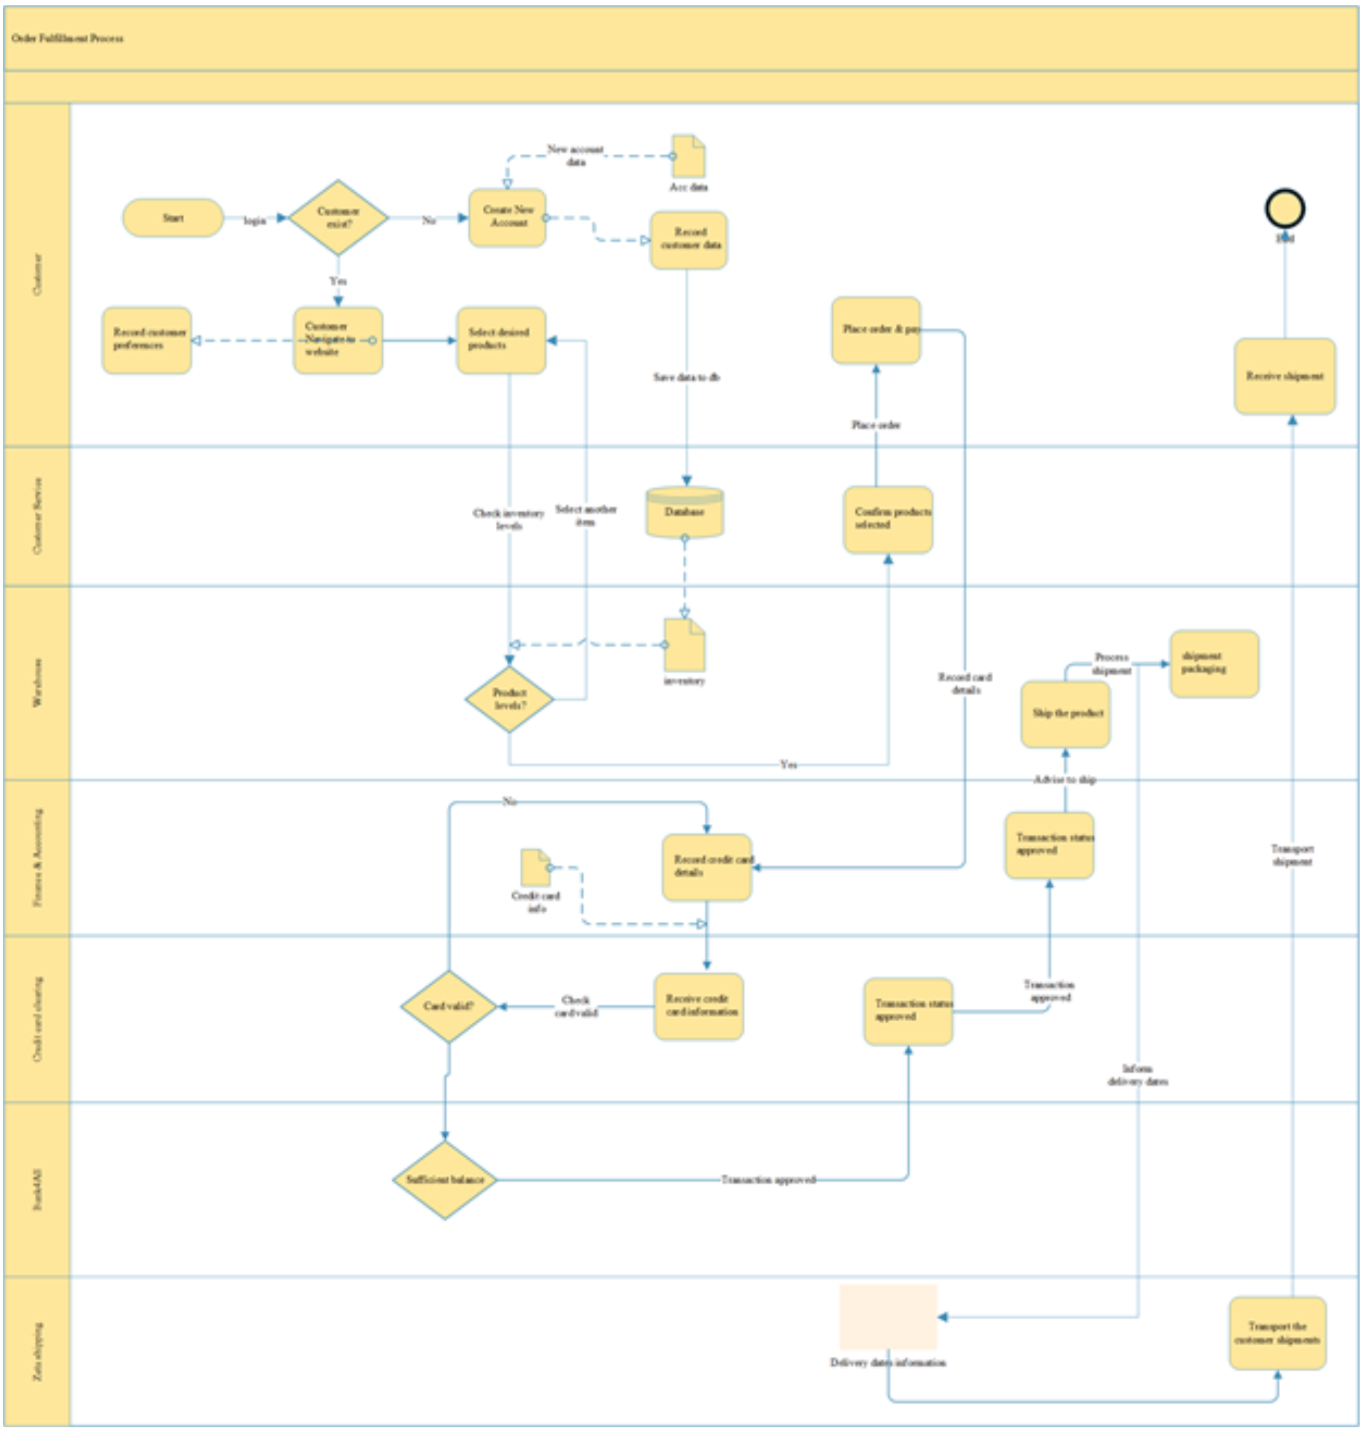 Order Fulfillment Process
Customer
Start
login
Customer
exist?
No
Create New
Account
New account
data
Acc data
Record
customer data
Yes
Record customer
preferences
Customer
Navigate to
website
Select desired
products
Save data to db
Place order & pay
Place order
Receive shipment
End
Customer Service
Check inventory
levels
Select another
item
Database
Confirm products
selected
Warehouse
inventory
Product
levels?
Yes
Record card
details
Process
shipment
shipment
packaging
Ship the product
Advise to ship
Finance & Accounting
No
Credit card
info
Record credit card
details
Transaction status
approved
Transport
shipment
Credit card clearing
Card valid?
Check
card valid
Receive credit
card information
Transaction status
approved
Transaction
approved
Inform
delivery dates
Bank4All
Sufficient balance
Transaction approved
Zata shipping
Delivery dates information
Transport the
customer shipments